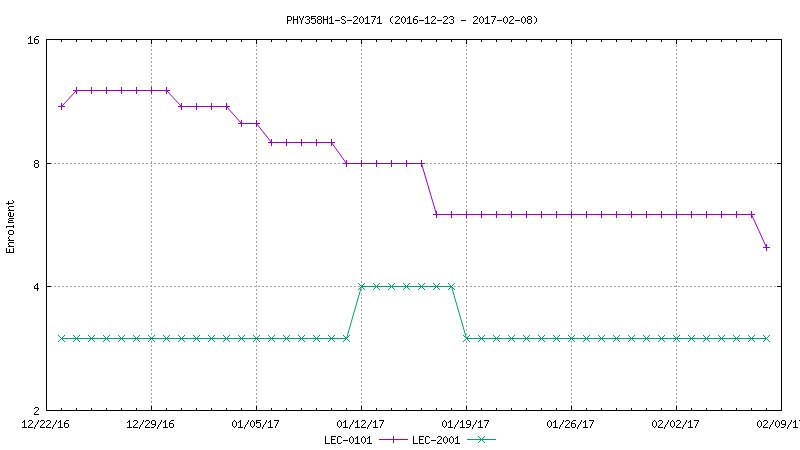 PHY358H1-S-20171 (2016-12-23 - 2017-02-08)
16
8
4
2
Enrolment
12/22/16 12/29/16 01/05/17 01/12/17 01/19/17 01/26/17 02/02/17 02/09/1
LEC-0101 LEC-2001